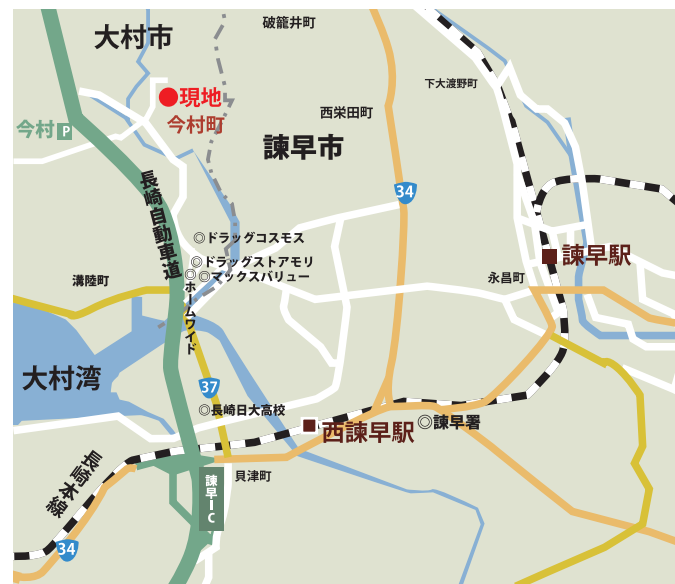 大村市
破籠井町
下大渡野町
現地
西栄田町
今村P
今村町
諫早市
長崎自動車道
34
◎ドラッグコスモス
諫早駅
◎ドラッグストアモリ
◎マックスバリュー
溝陸町
永昌町
◎ホームワイド
大村湾
37
◎長崎日大高校
西諫早駅
◎諫早署
長崎本線
貝津町
諫早IC
34